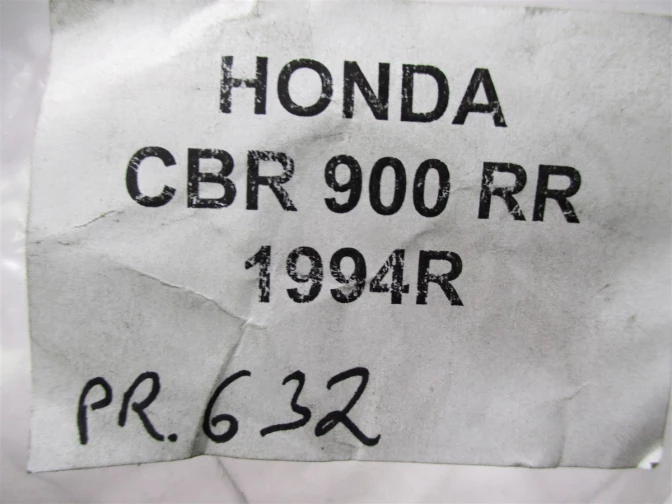 HONDA
CBR 900 RR
1994R
PR. 632